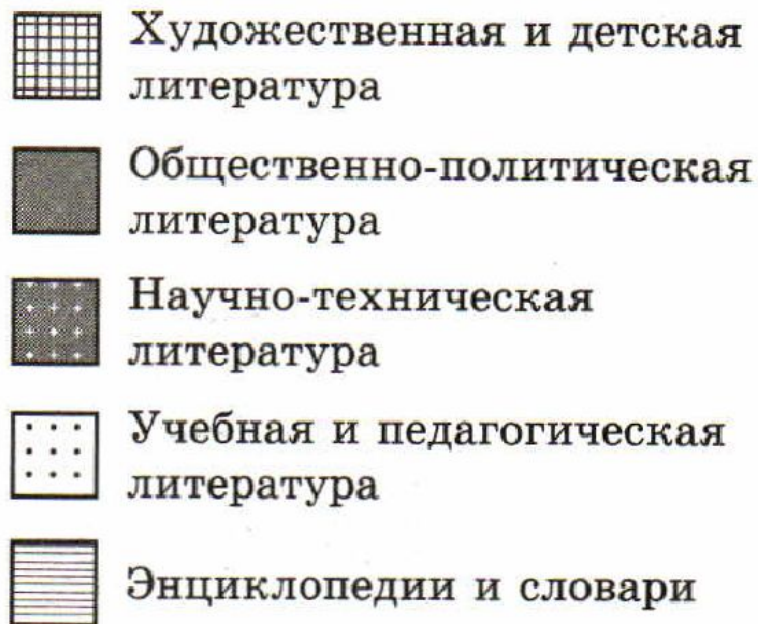 Художественная и детская
литература
Общественно-политическая
литература
Научно-техническая
литература
Учебная и педагогическая
литература
Энциклопедии и словари